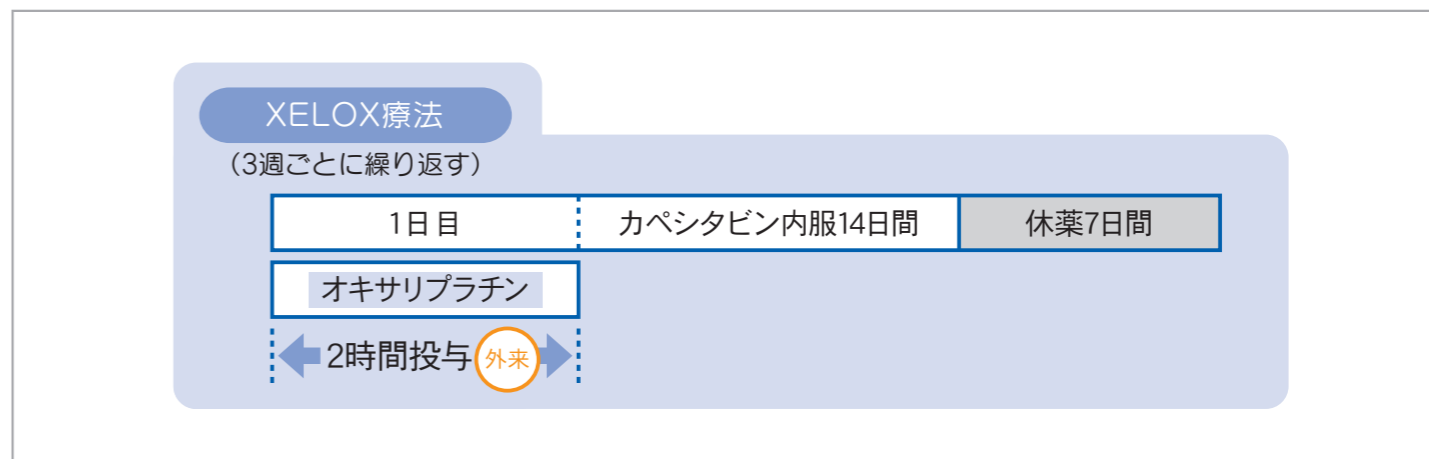 XELOX療法
（3週ごとに繰り返す）
1日目 カペシタビン内服14日間 休薬7日間
オキサリプラチン
2時間投与 外来